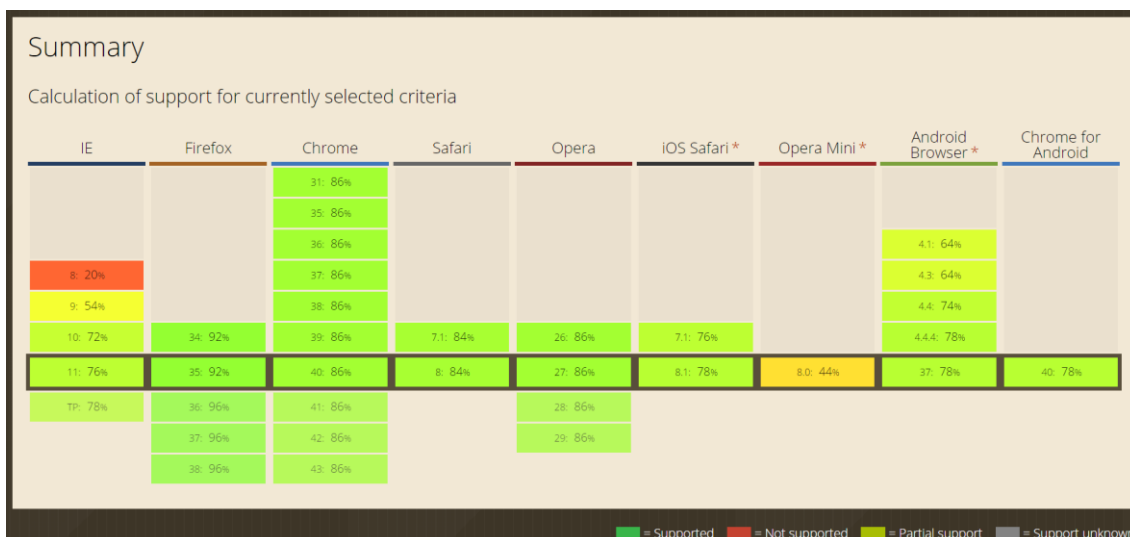 Summary
Calculation of support for currently selected criteria
IE Firefox Chrome Safari Opera iOS Safari * Opera Mini * Android Browser * Chrome for Android
31: 86%
35: 86%
36: 86% 4.1: 64%
8: 20% 37: 86% 4.3: 64%
9: 54% 38: 86% 4.4: 74%
10: 72% 34: 92% 39: 86% 7.1: 84% 26: 86% 7.1: 76% 4.4.4: 78%
11: 76% 35: 92% 40: 86% 8: 84% 27: 86% 8.1: 78% 8.0: 44% 37: 78% 40: 78%
TP: 78% 36: 96% 41: 86% 28: 86%
37: 96% 42: 86% 29: 86%
38: 96% 43: 86%
= Supported = Not supported = Partial support = Support unknown